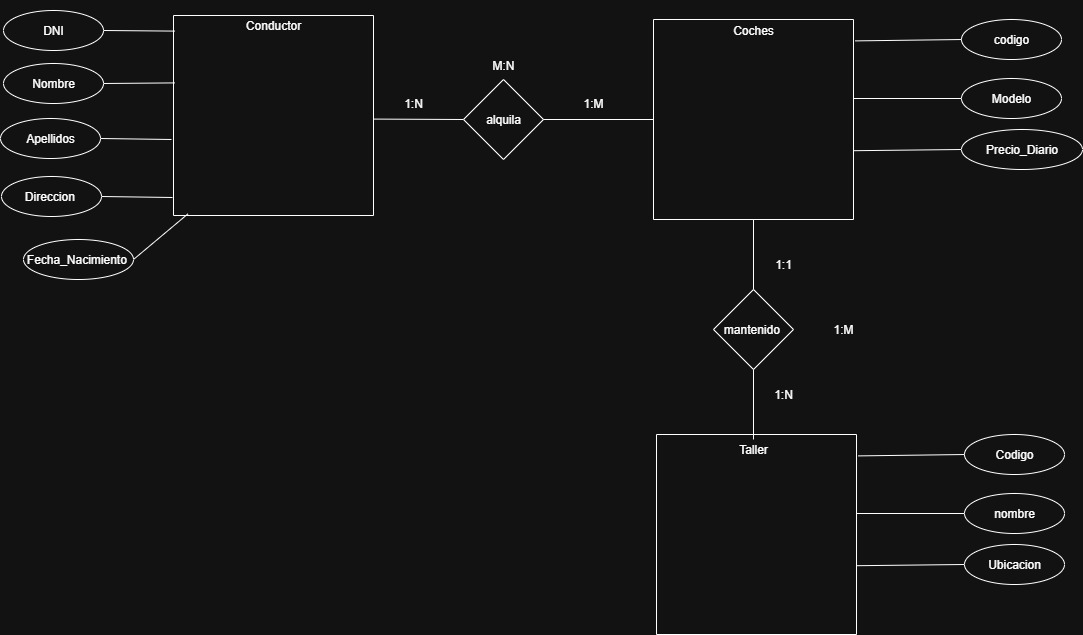 Conductor
DNI
Nombre
Apellidos
Direccion
Fecha_Nacimiento
M:N
1:N
alquila
1:M
Coches
codigo
Modelo
Precio_Diario
1:1
mantenido
1:M
1:N
Taller
Codigo
nombre
Ubicacion